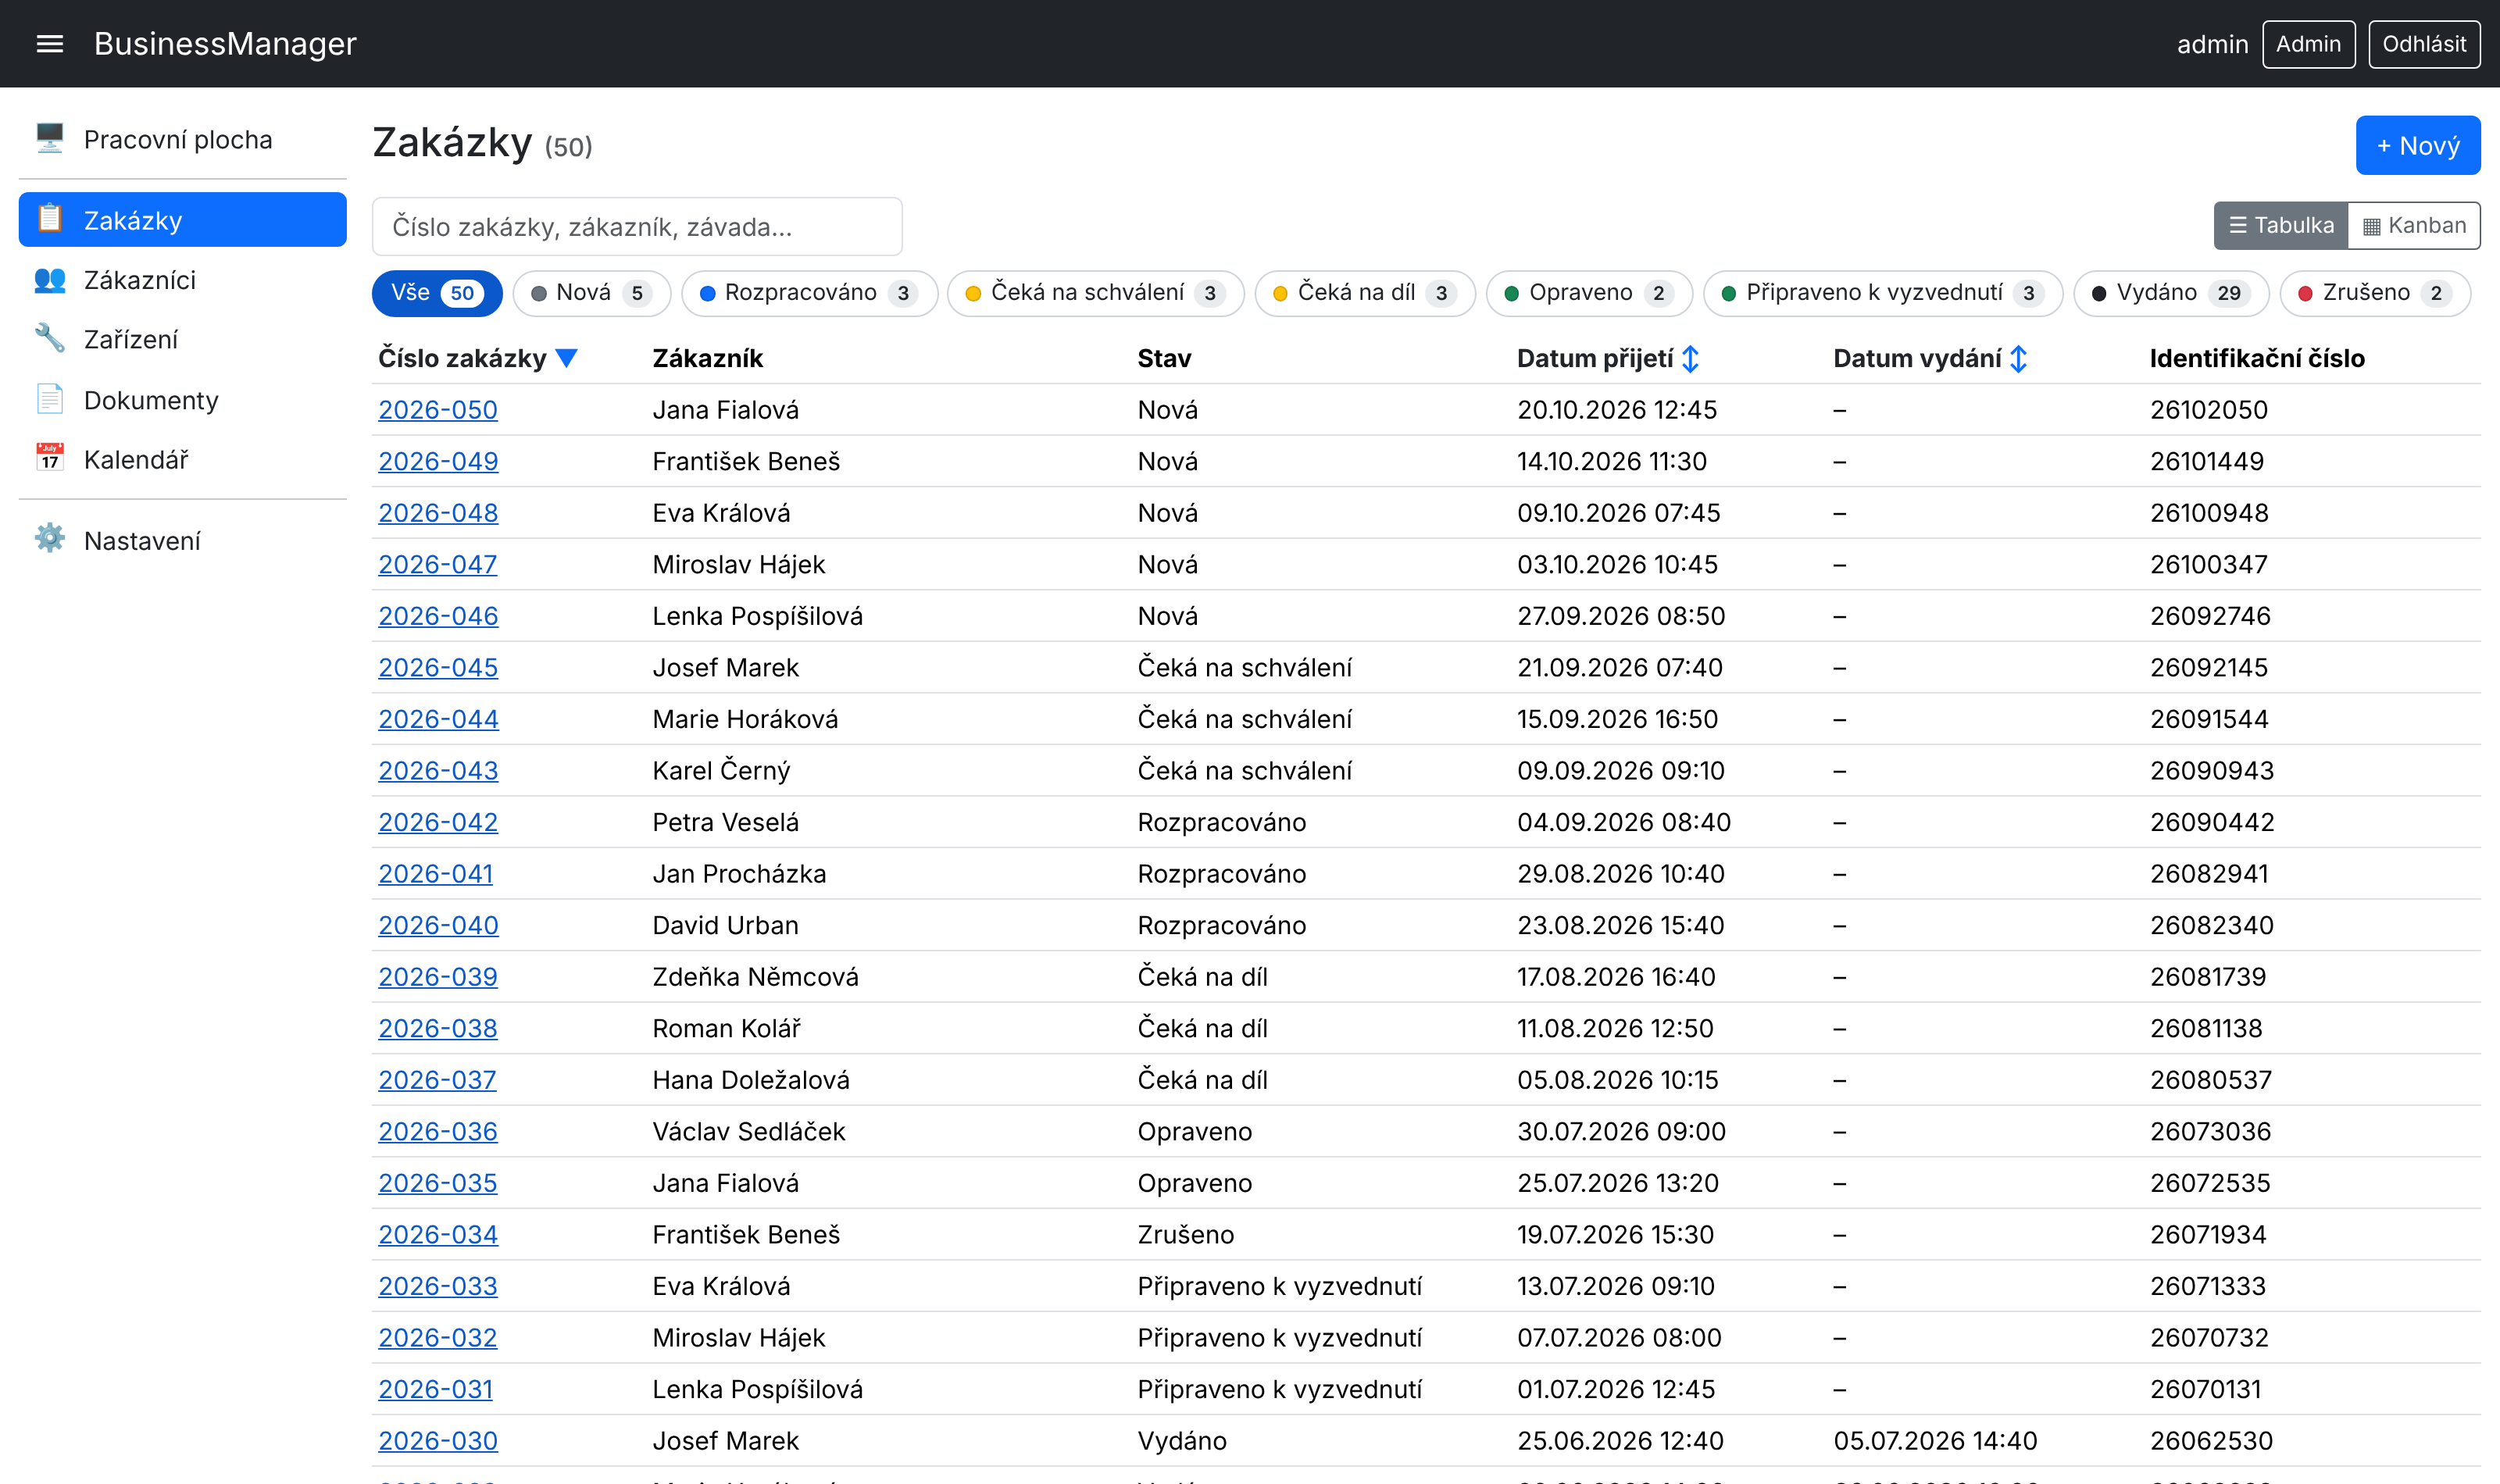 BusinessManager admin Admin Odhlásit
Pracovní plocha
Zakázky
Zákazníci
Zařízení
Dokumenty
July
17
Kalendář
Nastavení
Zakázky (50)
+ Nový
Číslo zakázky, zákazník, závada...
Tabulka Kanban
Vše 50 Nová 5 Rozpracováno 3 Čeká na schválení 3 Čeká na díl 3 Opraveno 2 Připraveno k vyzvednutí 3 Vydáno 29 Zrušeno 2
Číslo zakázky Zákazník Stav Datum přijetí Datum vydání Identifikační číslo
2026-050 Jana Fialová Nová 20.10.2026 12:45 – 26102050
2026-049 František Beneš Nová 14.10.2026 11:30 – 26101449
2026-048 Eva Králová Nová 09.10.2026 07:45 – 26100948
2026-047 Miroslav Hájek Nová 03.10.2026 10:45 – 26100347
2026-046 Lenka Pospíšilová Nová 27.09.2026 08:50 – 26092746
2026-045 Josef Marek Čeká na schválení 21.09.2026 07:40 – 26092145
2026-044 Marie Horáková Čeká na schválení 15.09.2026 16:50 – 26091544
2026-043 Karel Černý Čeká na schválení 09.09.2026 09:10 – 26090943
2026-042 Petra Veselá Rozpracováno 04.09.2026 08:40 – 26090442
2026-041 Jan Procházka Rozpracováno 29.08.2026 10:40 – 26082941
2026-040 David Urban Rozpracováno 23.08.2026 15:40 – 26082340
2026-039 Zdeňka Němcová Čeká na díl 17.08.2026 16:40 – 26081739
2026-038 Roman Kolář Čeká na díl 11.08.2026 12:50 – 26081138
2026-037 Hana Doležalová Čeká na díl 05.08.2026 10:15 – 26080537
2026-036 Václav Sedláček Opraveno 30.07.2026 09:00 – 26073036
2026-035 Jana Fialová Opraveno 25.07.2026 13:20 – 26072535
2026-034 František Beneš Zrušeno 19.07.2026 15:30 – 26071934
2026-033 Eva Králová Připraveno k vyzvednutí 13.07.2026 09:10 – 26071333
2026-032 Miroslav Hájek Připraveno k vyzvednutí 07.07.2026 08:00 – 26070732
2026-031 Lenka Pospíšilová Připraveno k vyzvednutí 01.07.2026 12:45 – 26070131
2026-030 Josef Marek Vydáno 25.06.2026 12:40 05.07.2026 14:40 26062530